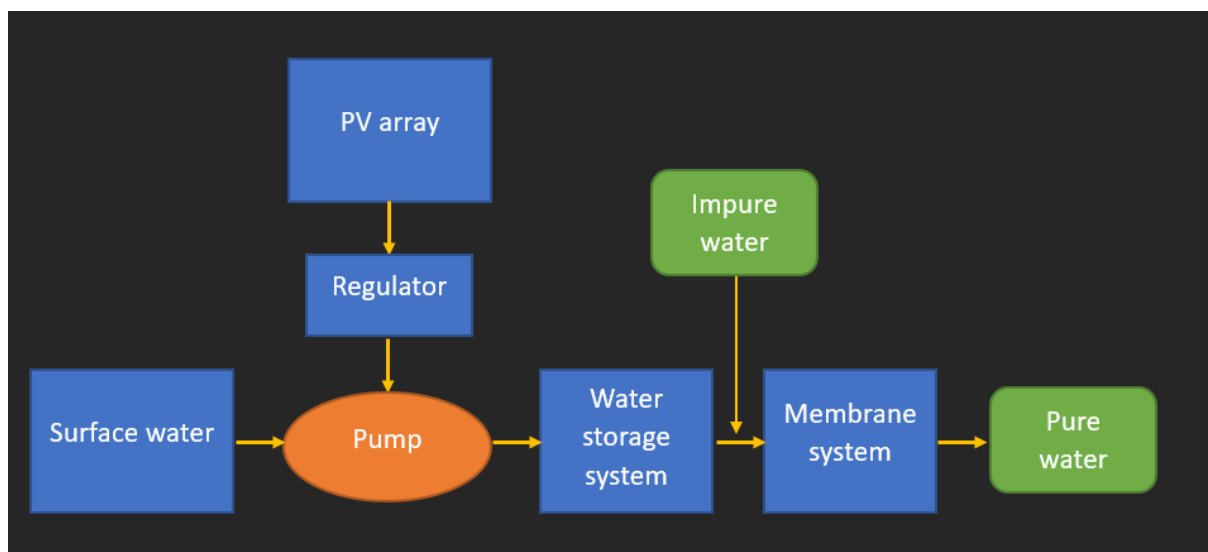 PV array
Impure
water
Regulator
Surface water
Pump
Water
storage
system
Membrane
system
Pure
water